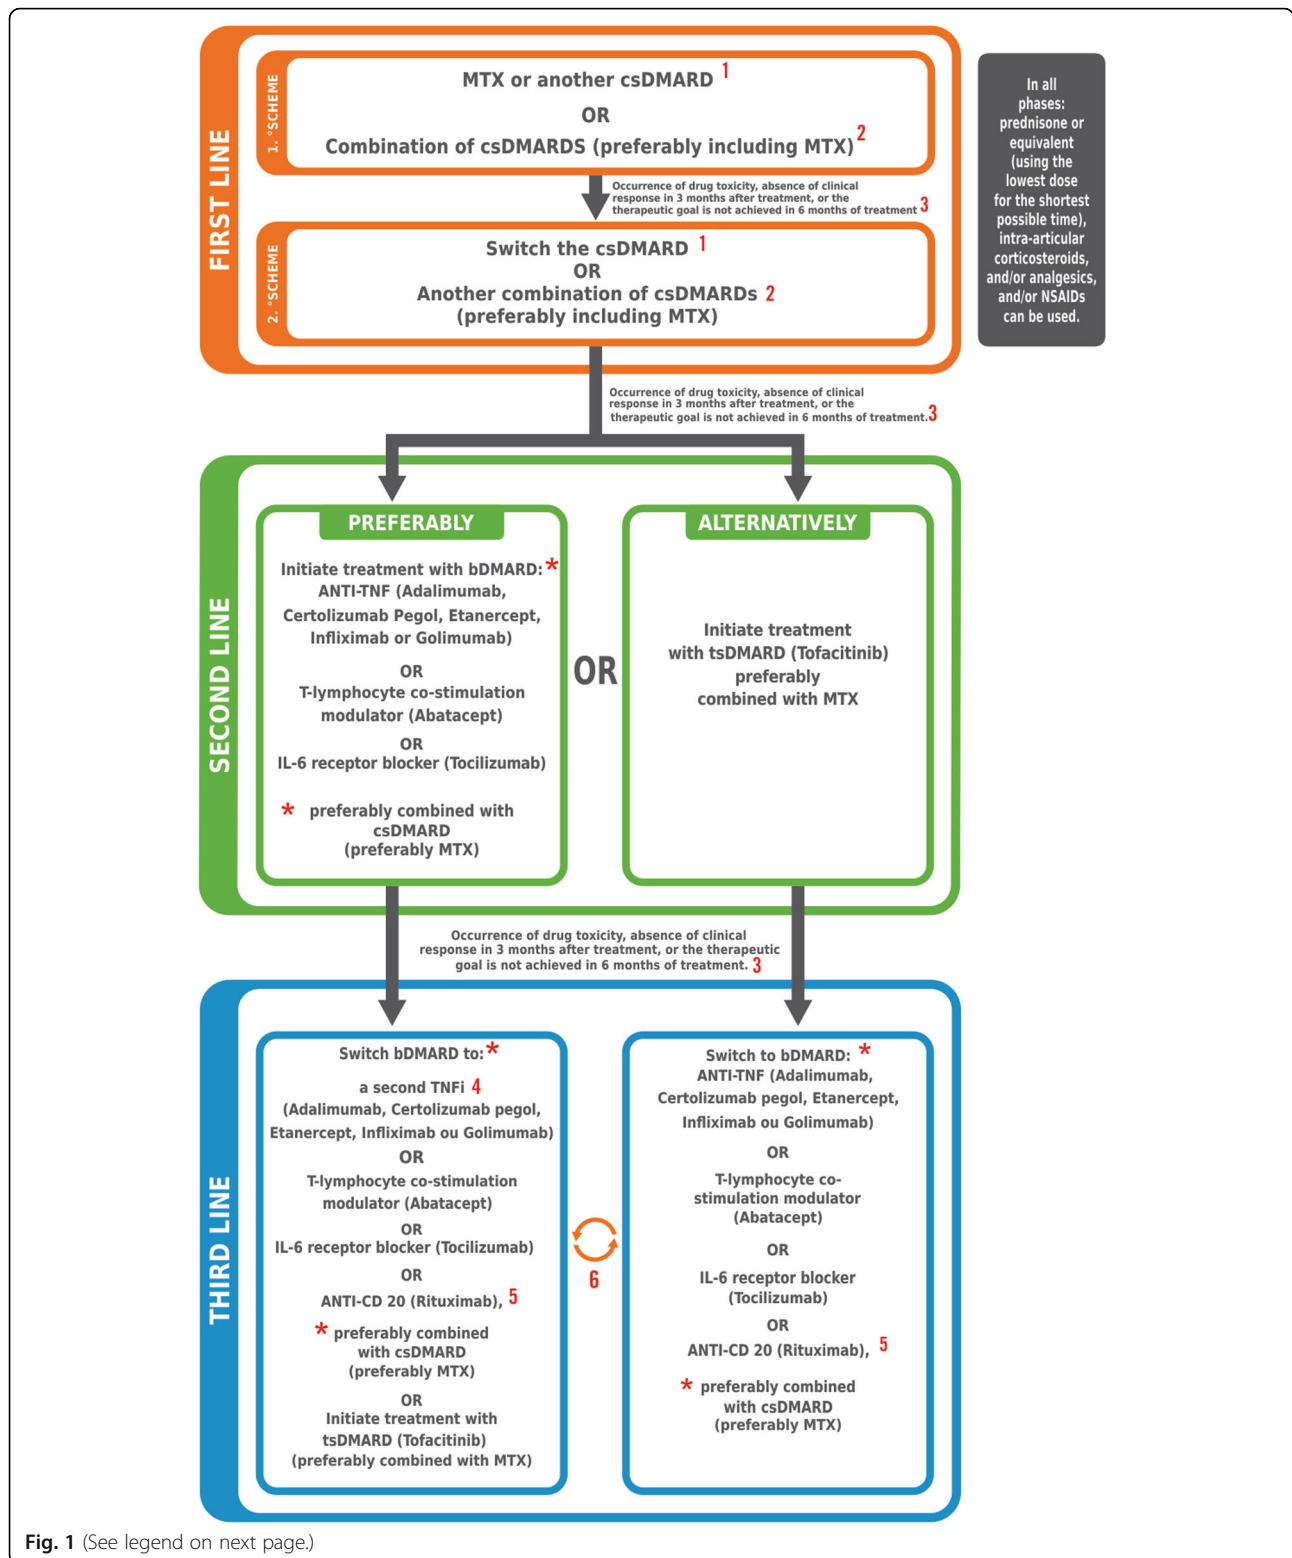 FIRST LINE
1. °SCHEME
MTX or another csDMARD 1
OR
Combination of csDMARDS (preferably including MTX) 2
Occurrence of drug toxicity, absence of clinical
response in 3 months after treatment, or the
therapeutic goal is not achieved in 6 months of treatment 3
2. °SCHEME
Switch the csDMARD 1
OR
Another combination of csDMARDs 2
(preferably including MTX)
In all
phases:
prednisone or
equivalent
(using the
lowest dose
for the shortest
possible time),
intra-articular
corticosteroids,
and/or analgesics,
and/or NSAIDs
can be used.
Occurrence of drug toxicity, absence of clinical
response in 3 months after treatment, or the
therapeutic goal is not achieved in 6 months of treatment. 3
SECOND LINE
PREFERABLY
Initiate treatment with bDMARD: *
ANTI-TNF (Adalimumab,
Certolizumab Pegol, Etanercept,
Infliximab or Golimumab)
OR
T-lymphocyte co-stimulation
modulator (Abatacept)
OR
IL-6 receptor blocker (Tocilizumab)
* preferably combined with
csDMARD
(preferably MTX)
OR
ALTERNATIVELY
Initiate treatment
with tsDMARD (Tofacitinib)
preferably
combined with MTX
Occurrence of drug toxicity, absence of clinical
response in 3 months after treatment, or the therapeutic
goal is not achieved in 6 months of treatment. 3
THIRD LINE
Switch bDMARD to: *
a second TNFi 4
(Adalimumab, Certolizumab pegol,
Etanercept, Infliximab ou Golimumab)
OR
T-lymphocyte co-stimulation
modulator (Abatacept)
OR
IL-6 receptor blocker (Tocilizumab)
OR
ANTI-CD 20 (Rituximab), 5
* preferably combined
with csDMARD
(preferably MTX)
OR
Initiate treatment with
tsDMARD (Tofacitinib)
(preferably combined with MTX)
6
Switch to bDMARD: *
ANTI-TNF (Adalimumab,
Certolizumab pegol, Etanercept,
Infliximab ou Golimumab)
OR
T-lymphocyte co-
stimulation modulator
(Abatacept)
OR
IL-6 receptor blocker
(Tocilizumab)
OR
ANTI-CD 20 (Rituximab), 5
* preferably combined
with csDMARD
(preferably MTX)
Fig. 1 (See legend on next page.)